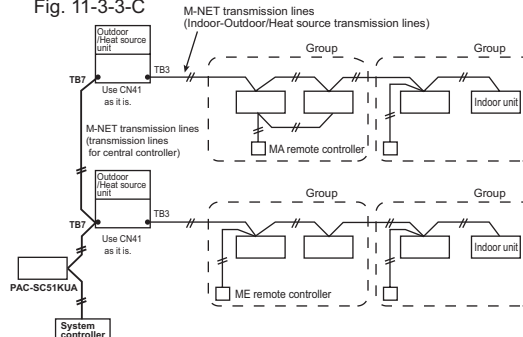 Fig. 11-3-3-C
M-NET transmission lines
(Indoor-Outdoor/Heat source transmission lines)
Outdoor
/Heat source
unit
Group
Group
TB7
TB3
Use CN41
as it is.
Indoor unit
M-NET transmission lines
(transmission lines
for central controller)
MA remote controller
Outdoor
/Heat source
unit
Group
Group
TB7
TB3
Use CN41
as it is.
Indoor unit
PAC-SC51KUA
ME remote controller
System
controller